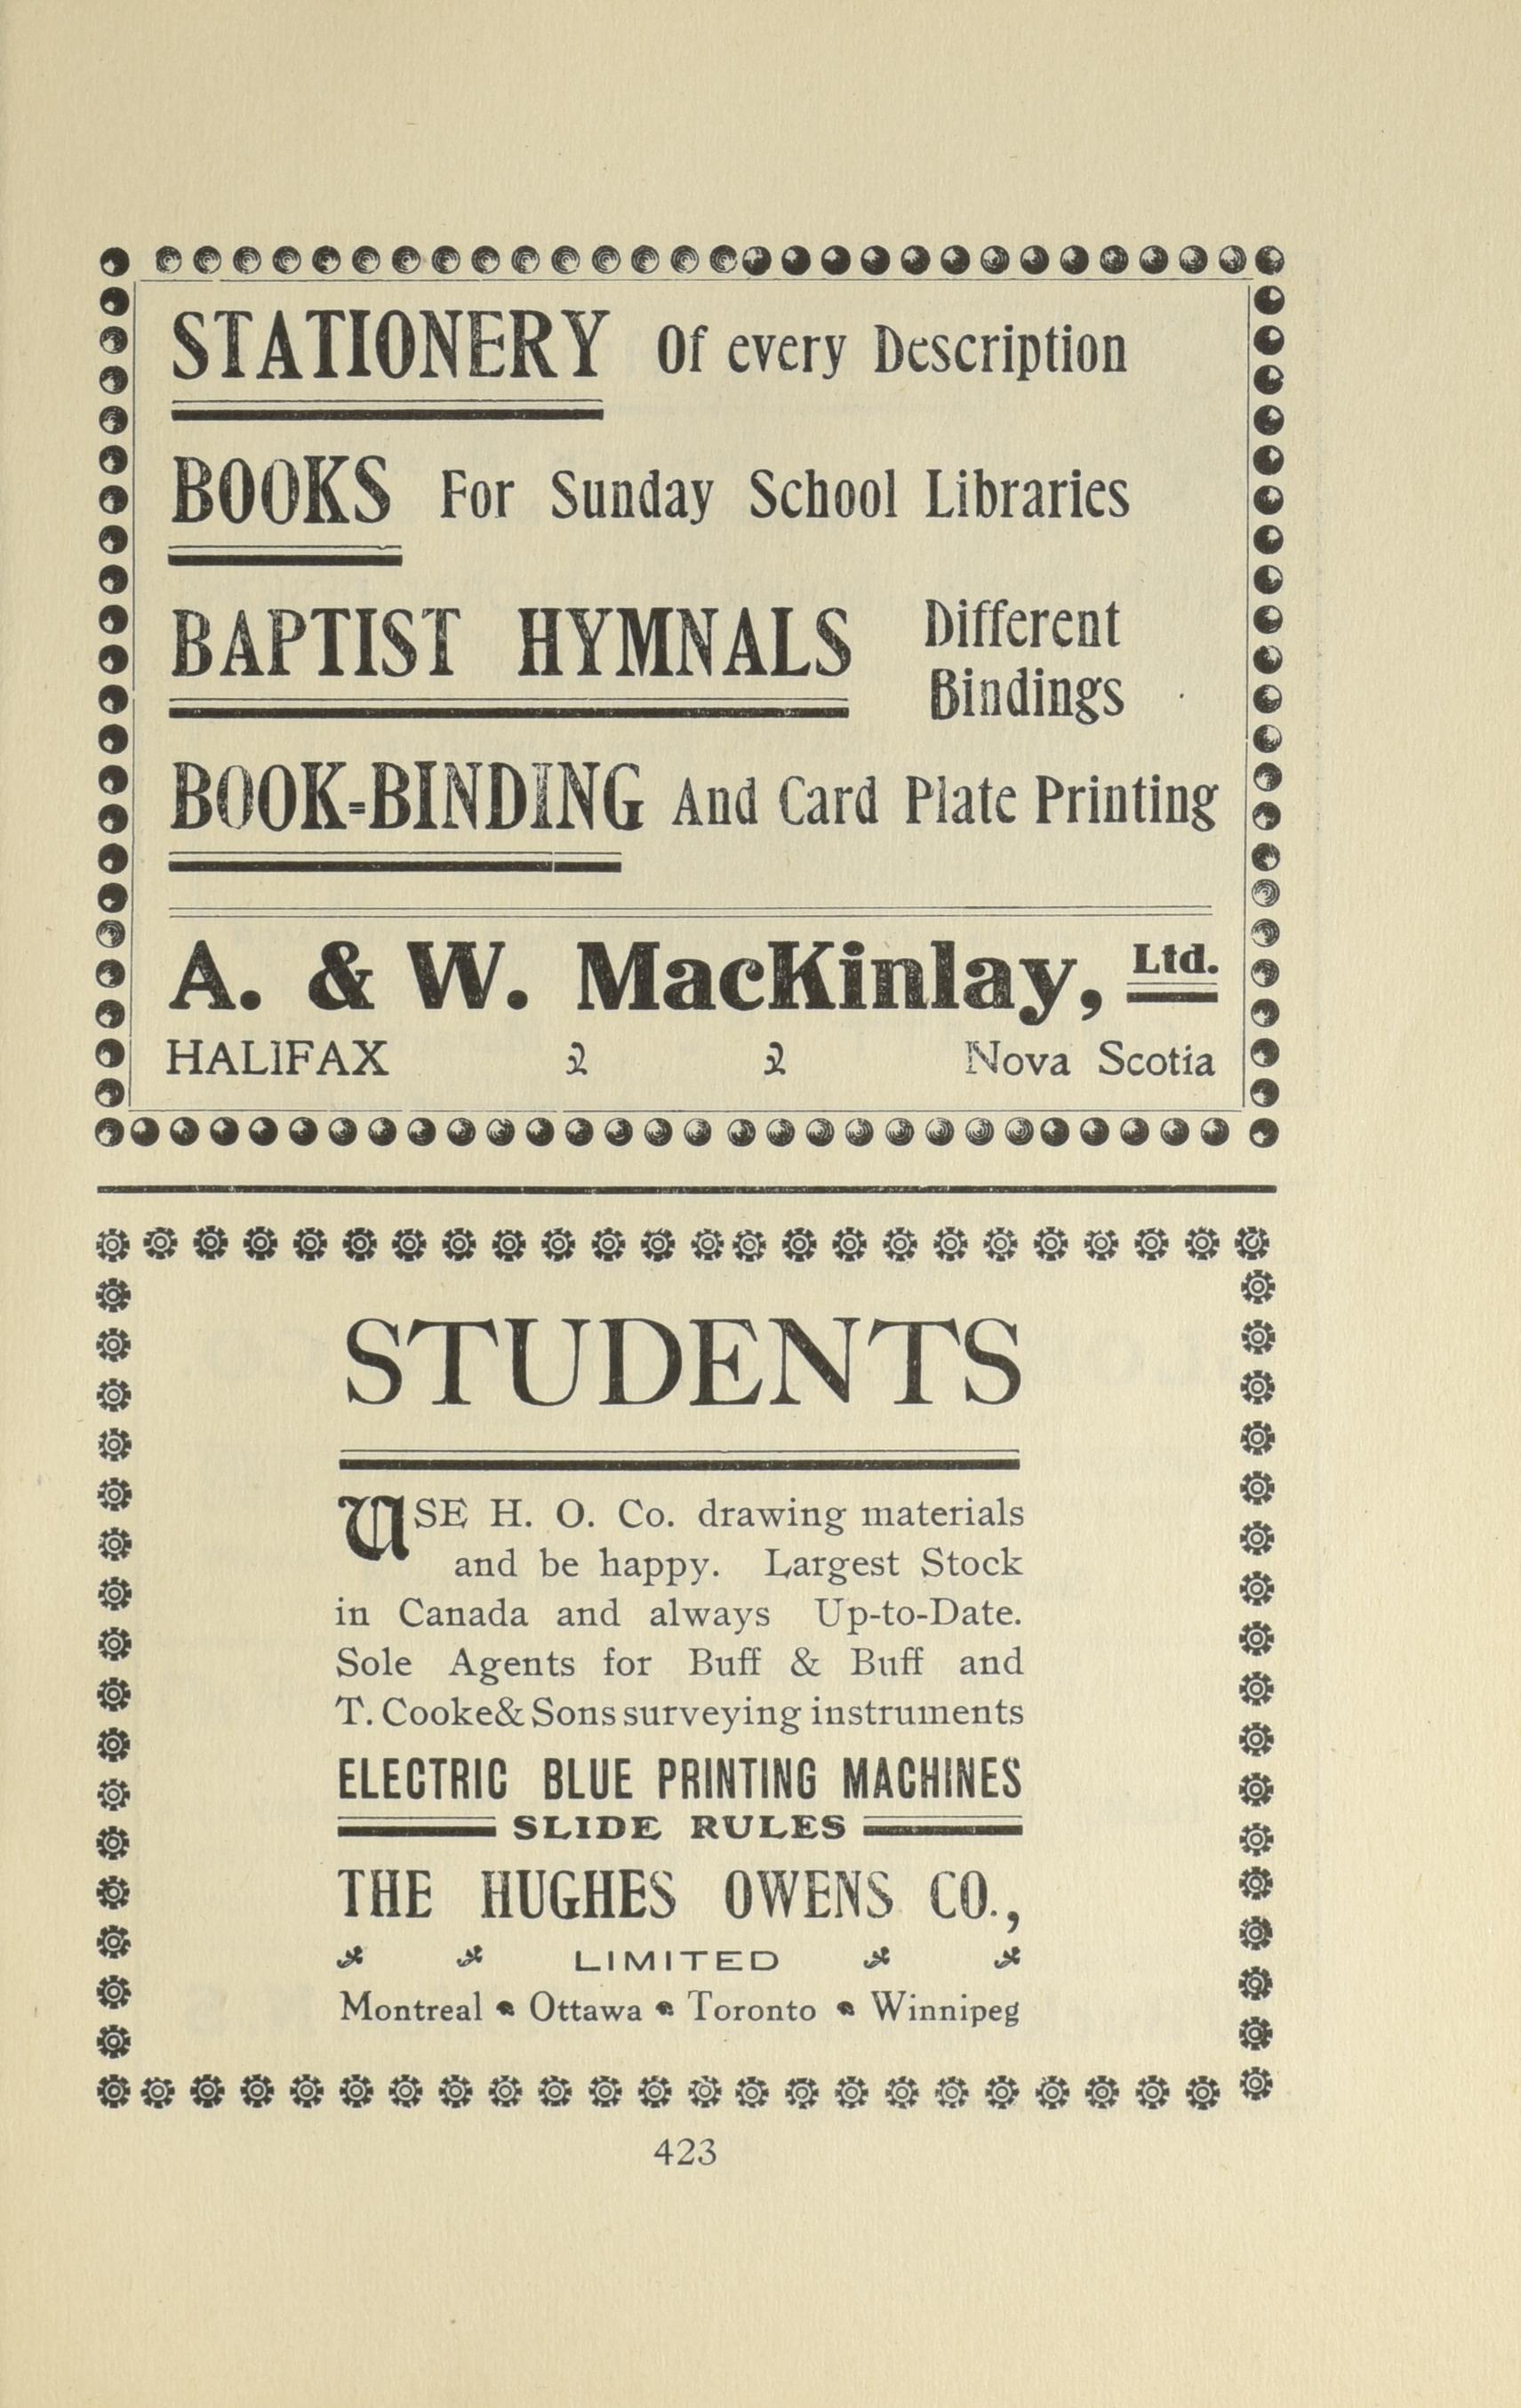 STATIONERY Of every Description
BOOKS For Sunday School Libraries
BAPTIST HYMNALS Different
Bindings
BOOK-BINDING And Card Plate Printing
A. & W. MacKinlay, Ltd.
HALIFAX Nova Scotia
STUDENTS
USE H. O. Co. drawing materials
and be happy. Largest Stock
in Canada and always Up-to-Date.
Sole Agents for Buff & Buff and
T. Cooke & Sons surveying instruments
ELECTRIC BLUE PRINTING MACHINES
SLIDE RULES
THE HUGHES OWENS CO.,
LIMITED
Montreal Ottawa Toronto Winnipeg
423